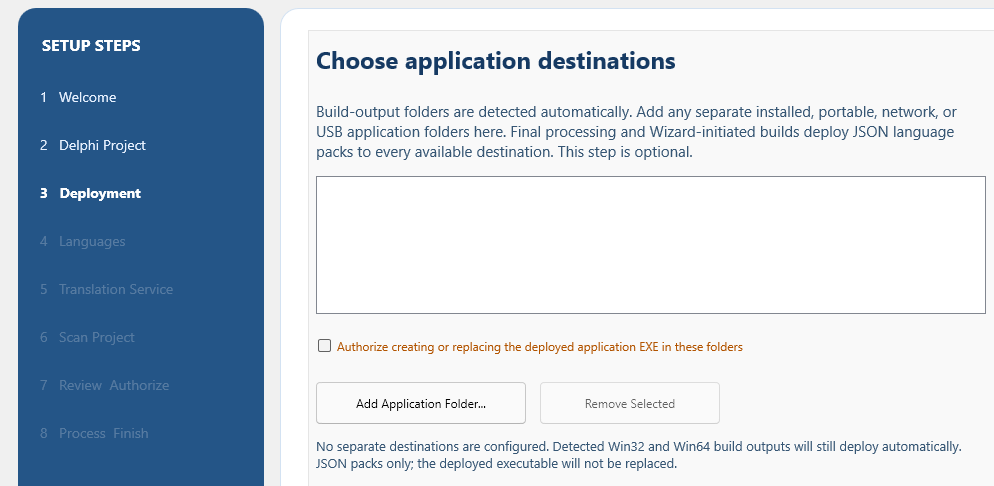 SETUP STEPS
1 Welcome
2 Delphi Project
3 Deployment
4 Languages
5 Translation Service
6 Scan Project
7 Review Authorize
8 Process Finish
Choose application destinations
Build-output folders are detected automatically. Add any separate installed, portable, network, or
USB application folders here. Final processing and Wizard-initiated builds deploy JSON language
packs to every available destination. This step is optional.
Authorize creating or replacing the deployed application EXE in these folders
Add Application Folder...
Remove Selected
No separate destinations are configured. Detected Win32 and Win64 build outputs will still deploy automatically.
JSON packs only; the deployed executable will not be replaced.